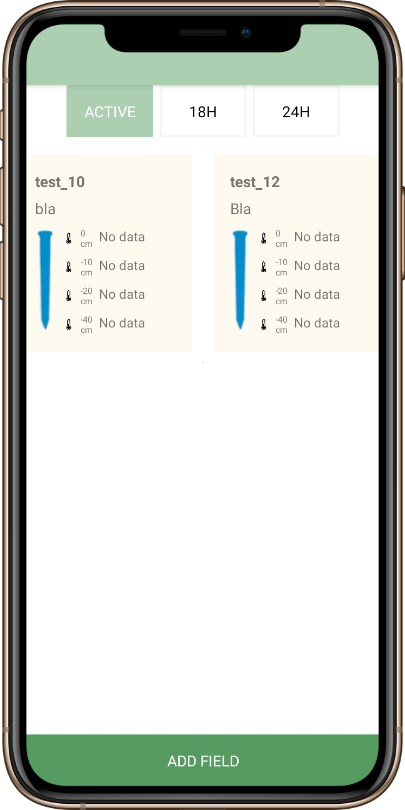 ACTIVE 18H 24H
test_10
bla
0 cm No data
-10 cm No data
-20 cm No data
-40 cm No data
test_12
Bla
0 cm No data
-10 cm No data
-20 cm No data
-40 cm No data
ADD FIELD